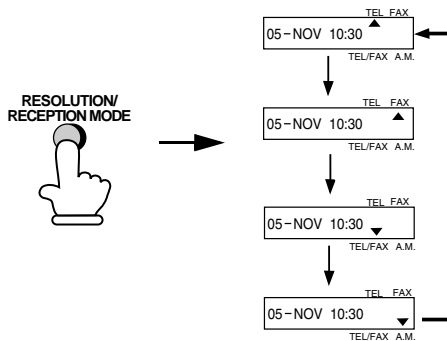 RESOLUTION/
RECEPTION MODE
TEL FAX
05-NOV 10:30
TEL/FAX A.M.
TEL FAX
05-NOV 10:30
TEL/FAX A.M.
TEL FAX
05-NOV 10:30
TEL/FAX A.M.
TEL FAX
05-NOV 10:30
TEL/FAX A.M.